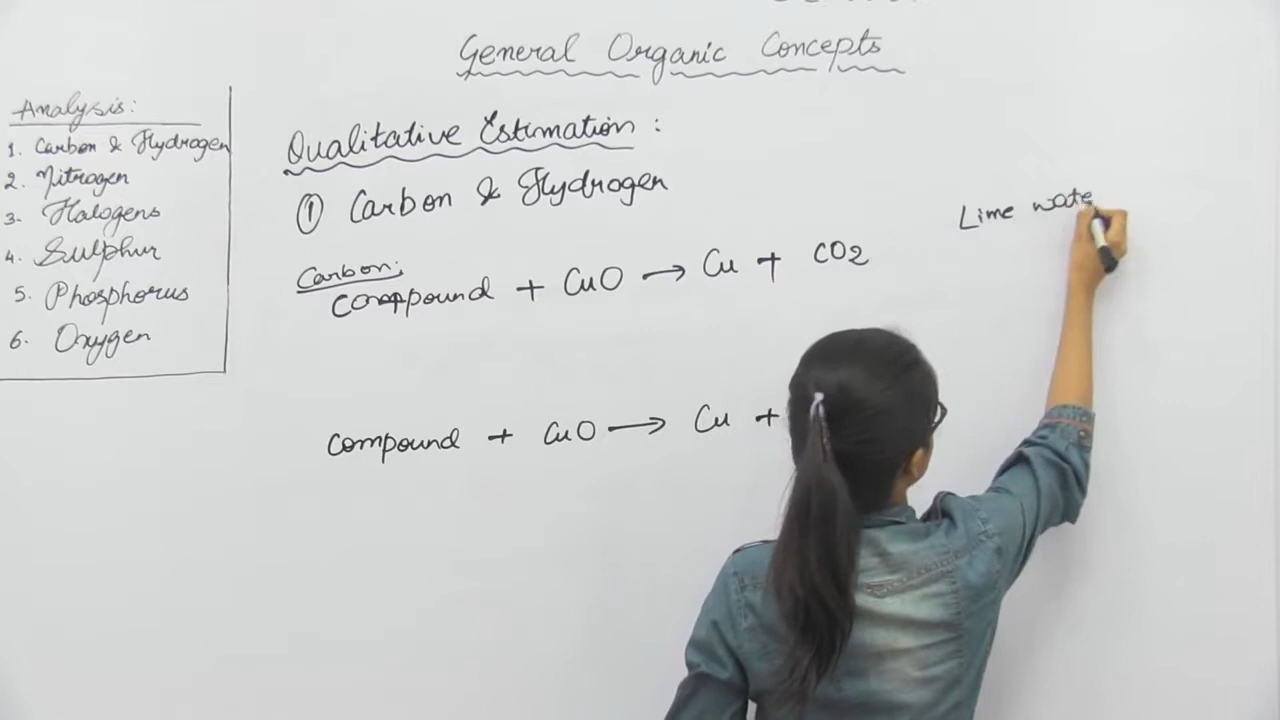 General Organic Concepts
Analysis:
1. Carbon & Hydrogen
2. Nitrogen
3. Halogens
4. Sulphur
5. Phosphorus
6. Oxygen
Qualitative Estimation :
① Carbon & Hydrogen
Carbon:
compound + CuO → Cu + CO2
Lime wate
compound + CuO → Cu +